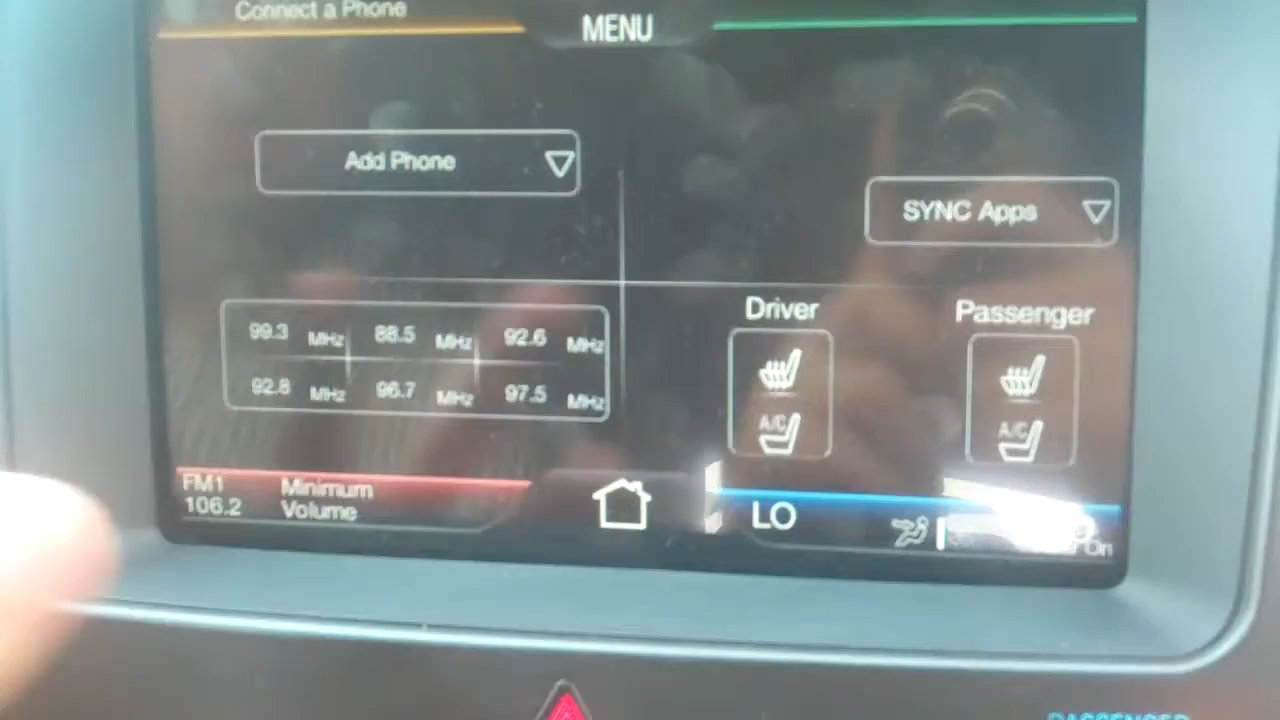 Connect a Phone
MENU
Add Phone
SYNC Apps
Driver
Passenger
99.3 MHz 88.5 MHz 92.6 MHz
92.8 MHz 96.7 MHz 97.5 MHz
A/C
A/C
FM1
106.2
Minimum
Volume
LO
On
PASSENGER